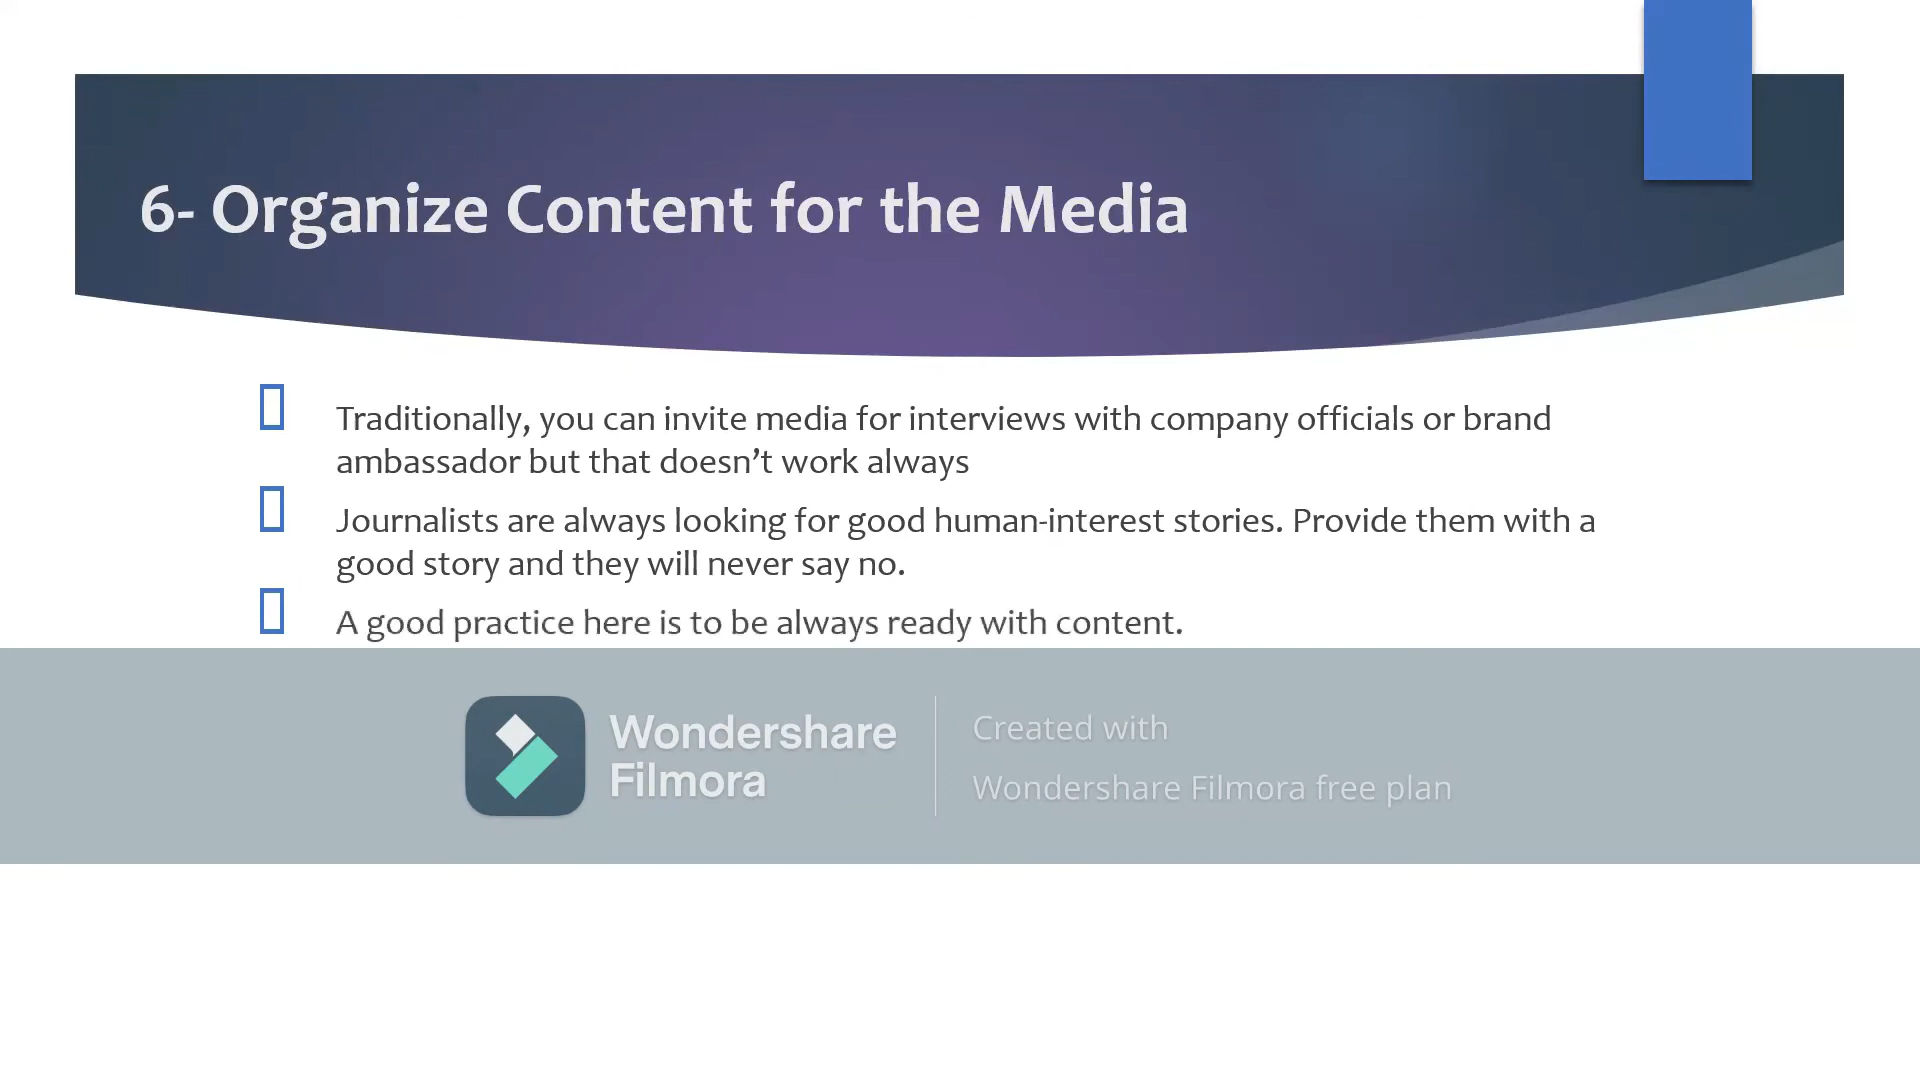 6- Organize Content for the Media
Traditionally, you can invite media for interviews with company officials or brand
ambassador but that doesn’t work always
Journalists are always looking for good human-interest stories. Provide them with a
good story and they will never say no.
A good practice here is to be always ready with content.
Wondershare
Filmora
Created with
Wondershare Filmora free plan